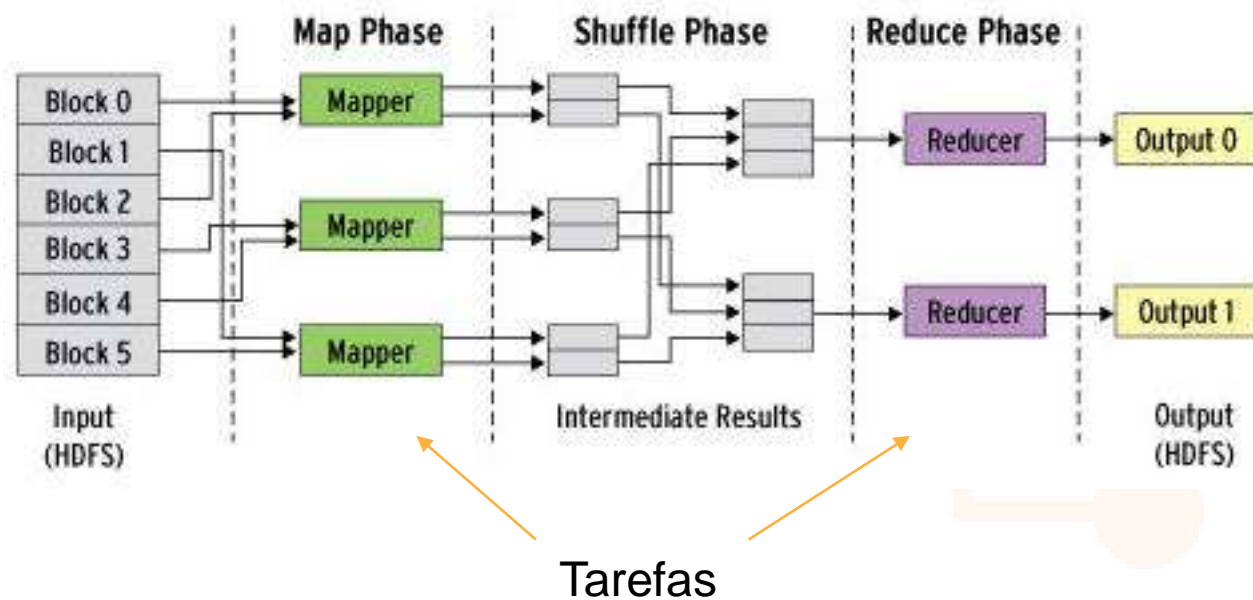 Map Phase
Shuffle Phase
Reduce Phase
Block 0
Block 1
Block 2
Block 3
Block 4
Block 5
Mapper
Mapper
Mapper
Reducer
Reducer
Output 0
Output 1
Input
(HDFS)
Intermediate Results
Output
(HDFS)
Tarefas